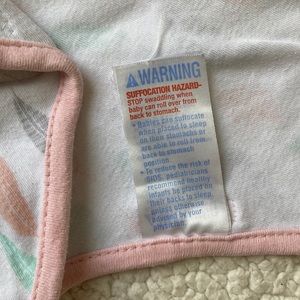 ⚠WARNING
SUFFOCATION HAZARD-
STOP swaddling when
baby can roll over from
back to stomach.
• Babies can suffocate
when placed to sleep
on their stomachs or
are able to roll from
back to stomach
position.
• To reduce the risk of
SIDS, pediatricians
recommend healthy
infants be placed on
their backs to sleep,
unless otherwise
advised by your
physician.